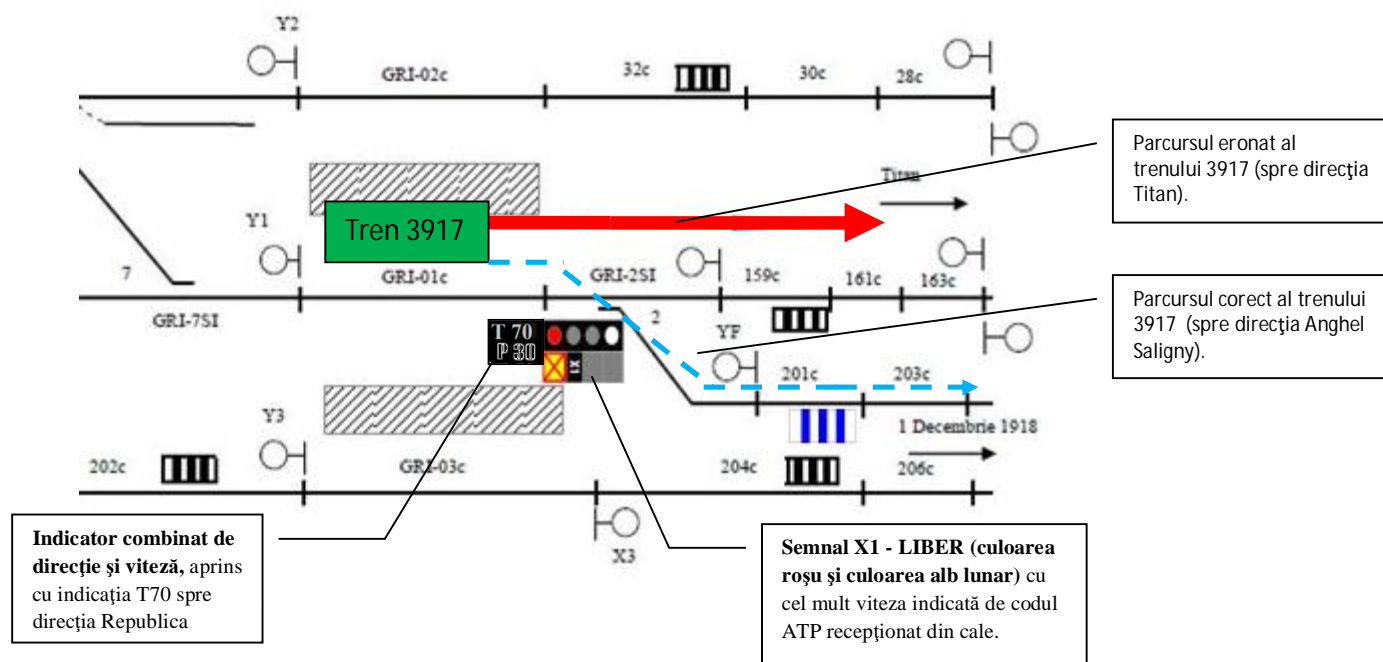 Y2
GRI-02c
32c
30c
28c
Parcursul eronat al
trenului 3917 (spre direcţia
Titan).
Titan
Tren 3917
Y1
7
GRI-01c
GRI-2SI
159c
161c
163c
GRI-7SI
Parcursul corect al trenului
3917 (spre direcţia Anghel
Saligny).
2
YF
T 70
P 30
X1
201c
203c
Y3
1 Decembrie 1918
202c
GRI-03c
204c
206c
X3
Indicator combinat de
direcţie şi viteză, aprins
cu indicaţia T70 spre
direcţia Republica
Semnal X1 - LIBER (culoarea
roşu şi culoarea alb lunar) cu
cel mult viteza indicată de codul
ATP recepţionat din cale.